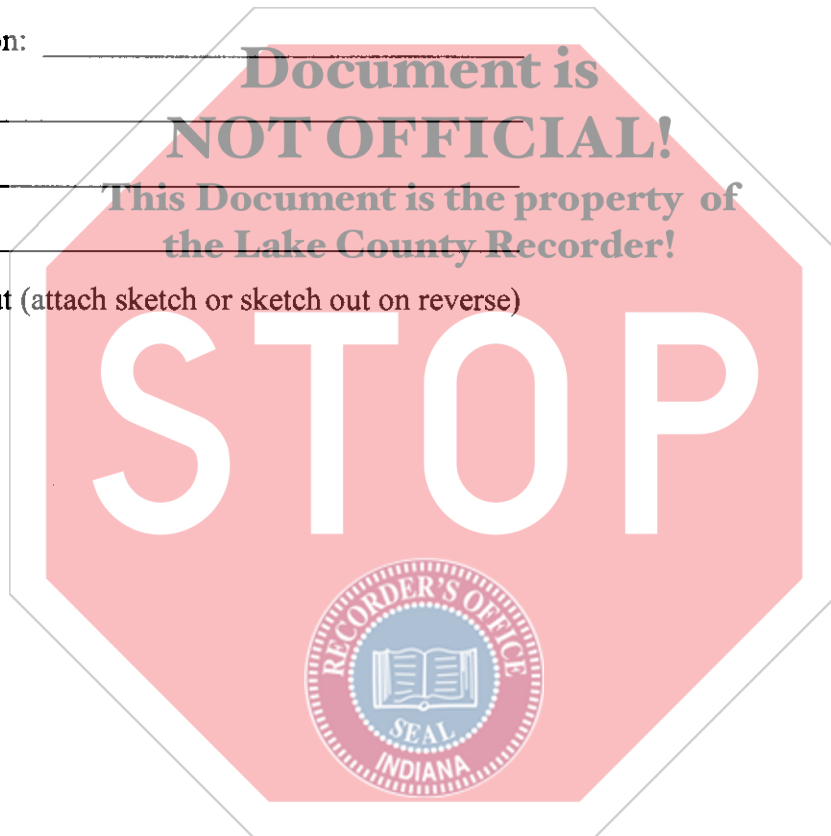 on:
Document is
NOT OFFICIAL!
This Document is the property of
the Lake County Recorder!
(attach sketch or sketch out on reverse)
STOP
RECORDER'S OFFICE
SEAL
INDIANA